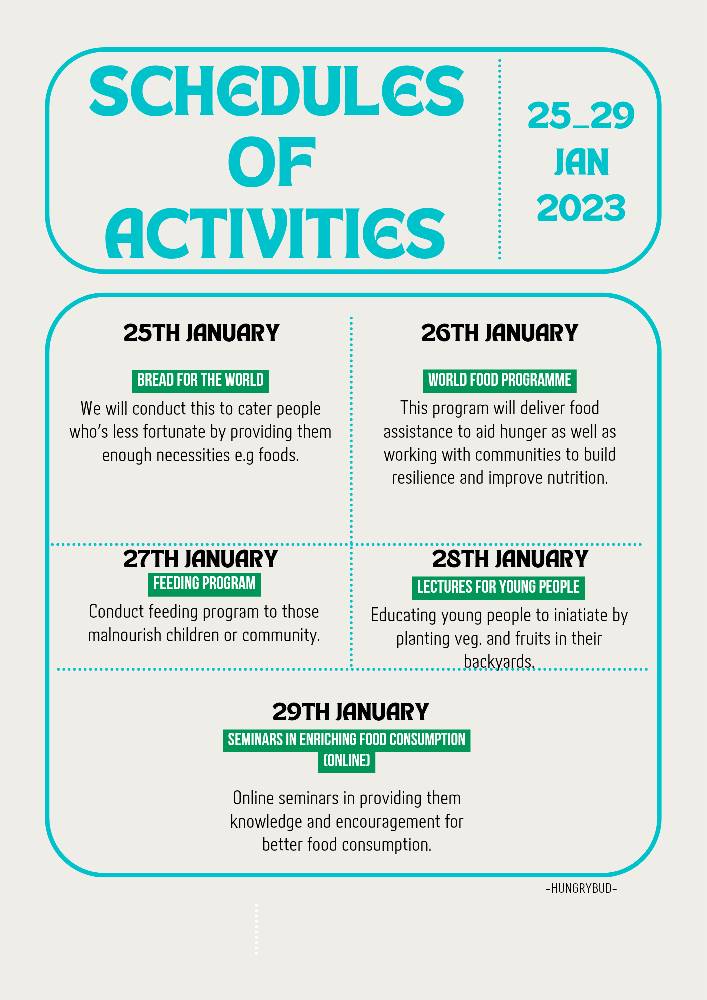 SCHEDULES
OF
ACTIVITIES
25_29
JAN
2023
25TH JANUARY
BREAD FOR THE WORLD
We will conduct this to cater people
who's less fortunate by providing them
enough necessities e.g foods.
26TH JANUARY
WORLD FOOD PROGRAMME
This program will deliver food
assistance to aid hunger as well as
working with communities to build
resilience and improve nutrition.
27TH JANUARY
FEEDING PROGRAM
Conduct feeding program to those
malnourish children or community.
28TH JANUARY
LECTURES FOR YOUNG PEOPLE
Educating young people to iniatiate by
planting veg. and fruits in their
backyards.
29TH JANUARY
SEMINARS IN ENRICHING FOOD CONSUMPTION
(ONLINE)
Online seminars in providing them
knowledge and encouragement for
better food consumption.
-HUNGRYBUD-